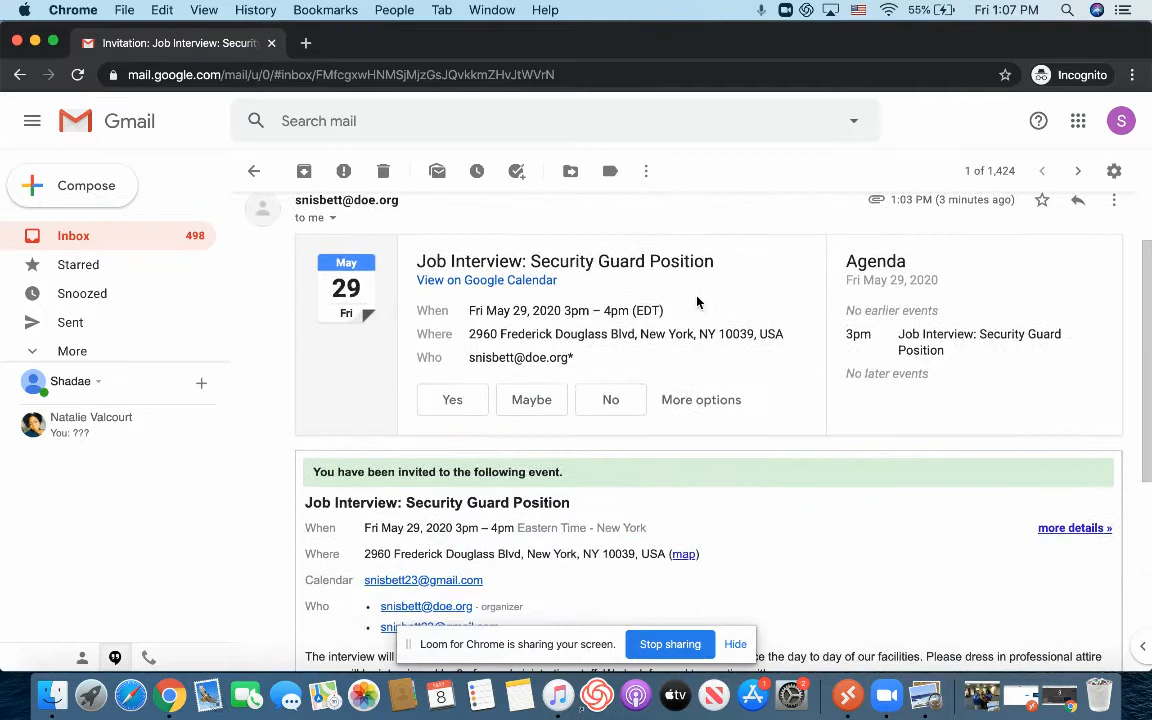 Chrome File Edit View History Bookmarks People Tab Window Help 55% Fri 1:07 PM
Invitation: Job Interview: Securit
mail.google.com/mail/u/0/#inbox/FMfcgxwHNMSjMjzGsJQvkkmZHvJtWVrN Incognito
Gmail Search mail S
Compose 1 of 1,424
snisbett@doe.org 1:03 PM (3 minutes ago)
to me
Inbox 498
Starred
Snoozed
Sent
More
Shadae
Natalie Valcourt
You: ???
May
29
Fri
Job Interview: Security Guard Position
View on Google Calendar
When Fri May 29, 2020 3pm – 4pm (EDT)
Where 2960 Frederick Douglass Blvd, New York, NY 10039, USA
Who snisbett@doe.org*
Yes Maybe No More options
Agenda
Fri May 29, 2020
No earlier events
3pm Job Interview: Security Guard
Position
No later events
You have been invited to the following event.
Job Interview: Security Guard Position
When Fri May 29, 2020 3pm – 4pm Eastern Time - New York more details »
Where 2960 Frederick Douglass Blvd, New York, NY 10039, USA (map)
Calendar snisbett23@gmail.com
Who • snisbett@doe.org - organizer
Loom for Chrome is sharing your screen. Stop sharing Hide
The interview will the day to day of our facilities. Please dress in professional attire
8 1 2